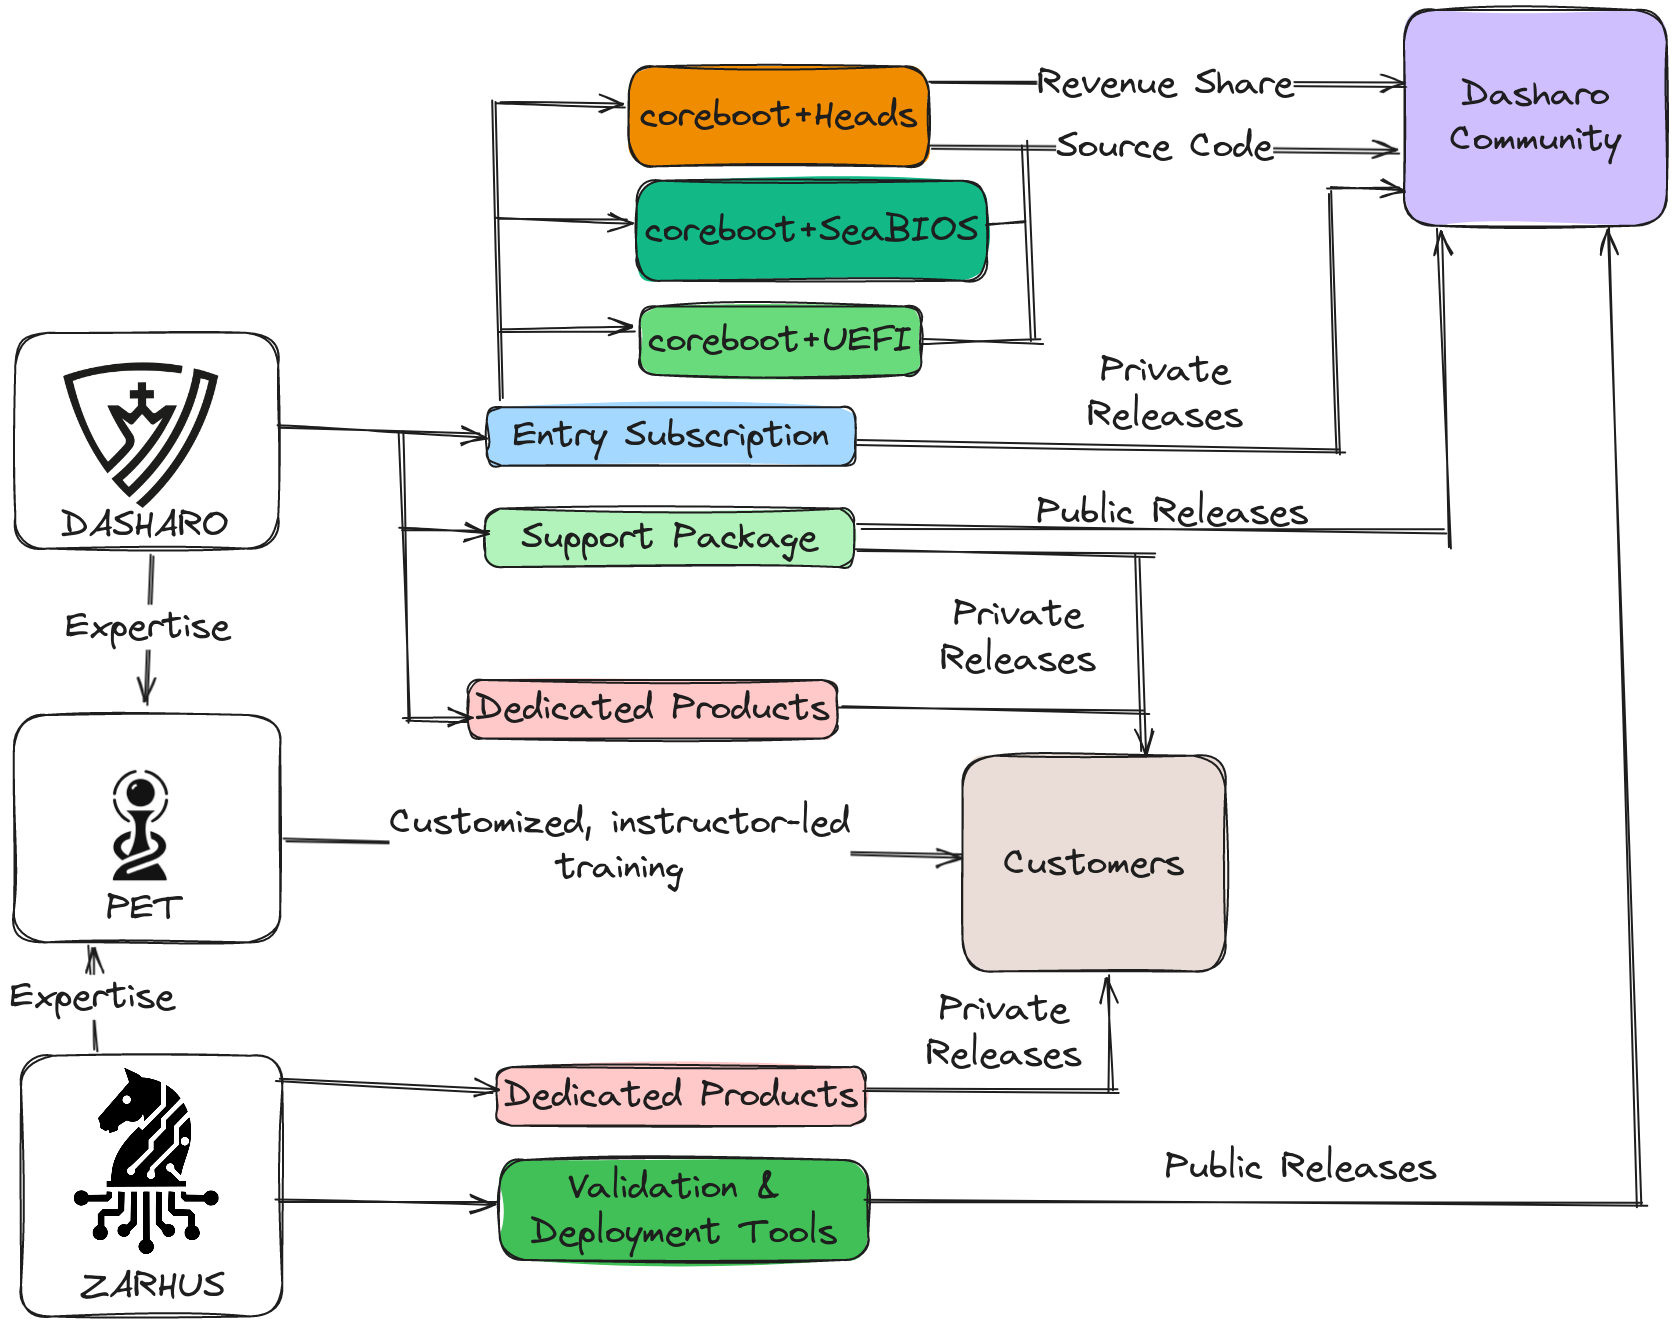 coreboot+Heads
Revenue Share
Dasharo
Community
Source Code
coreboot+SeaBIOS
coreboot+UEFI
Private
Releases
Entry Subscription
DASHARO
Public Releases
Support Package
Expertise
Private
Releases
Dedicated Products
Customized, instructor-led
training
Customers
PET
Expertise
Private
Releases
Dedicated Products
Public Releases
Validation &
Deployment Tools
ZARHUS